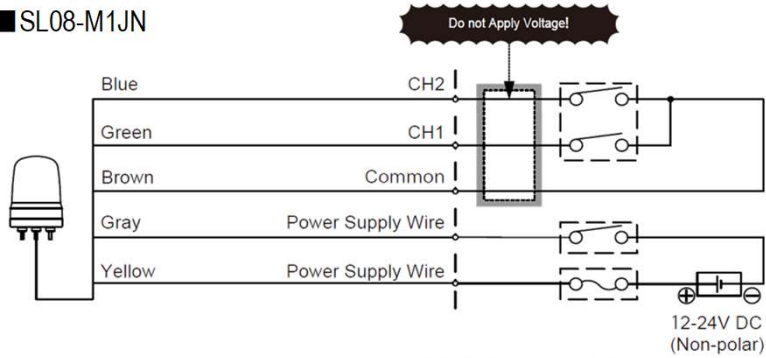 ■SL08-M1JN
Do not Apply Voltage!
Blue CH2
Green CH1
Brown Common
Gray Power Supply Wire
Yellow Power Supply Wire
⊕ ⊖
12-24V DC
(Non-polar)